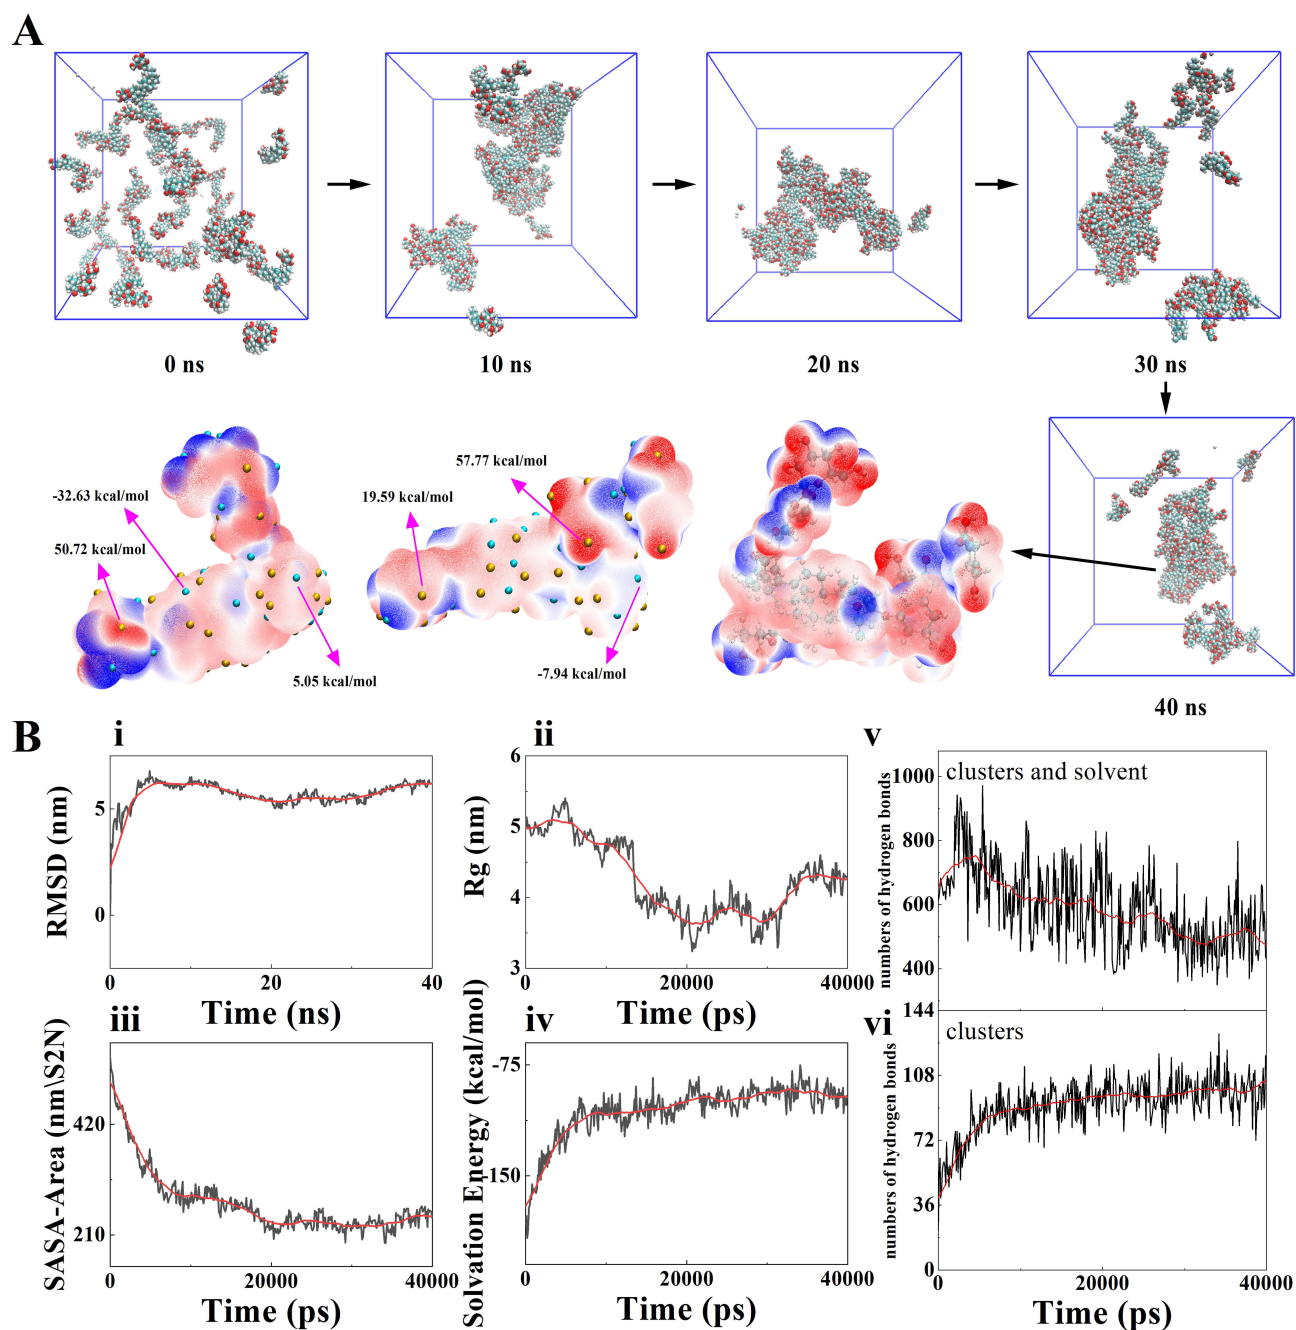 A
0 ns
10 ns
20 ns
30 ns
-32.63 kcal/mol
50.72 kcal/mol
5.05 kcal/mol
57.77 kcal/mol
19.59 kcal/mol
-7.94 kcal/mol
40 ns
B
i
RMSD (nm)
5
0
0
20
40
Time (ns)
ii
Rg (nm)
6
5
4
3
0
20000
40000
Time (ps)
iii
SASA-Area (nm\S2N)
420
210
0
20000
40000
Time (ps)
iv
Solvation Energy (kcal/mol)
-75
-150
0
20000
40000
Time (ps)
v
clusters and solvent
numbers of hydrogen bonds
1000
800
600
400
vi
clusters
numbers of hydrogen bonds
144
108
72
36
0
0
20000
40000
Time (ps)